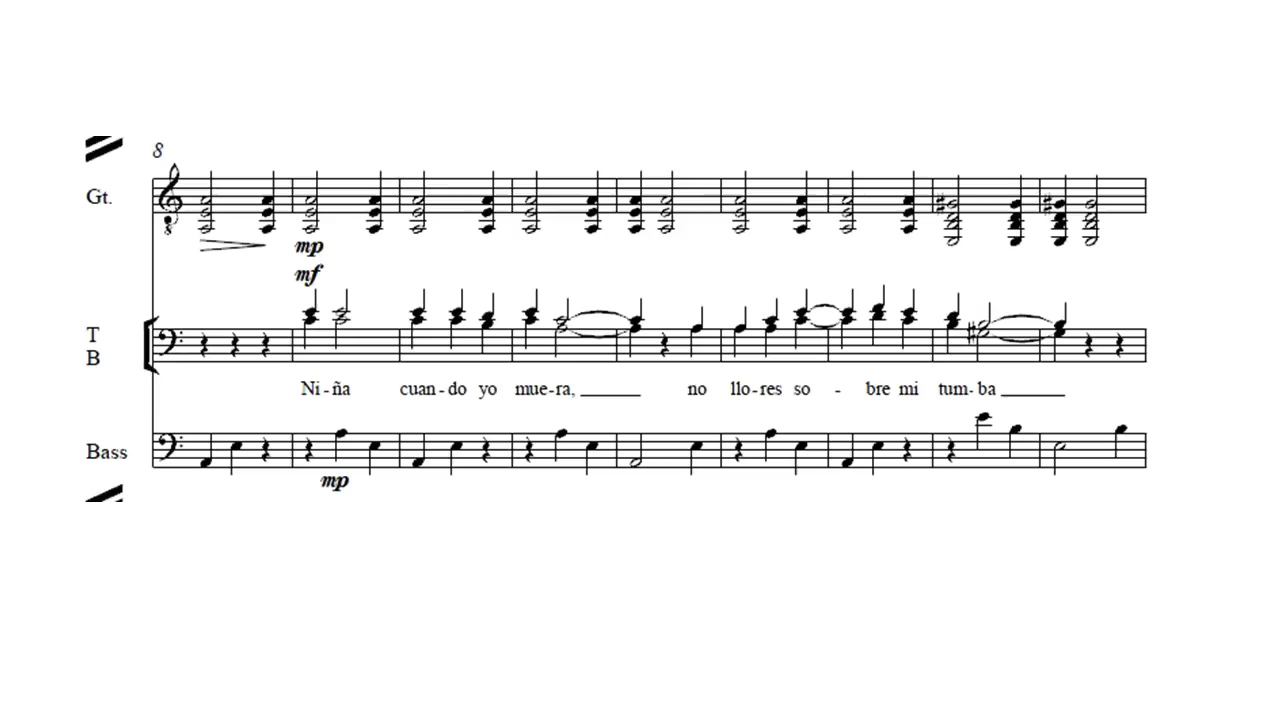 8
Gt.
mp
mf
T
B
Ni - ña cuan - do yo mue - ra, no llo - res so - bre mi tum - ba
Bass
mp